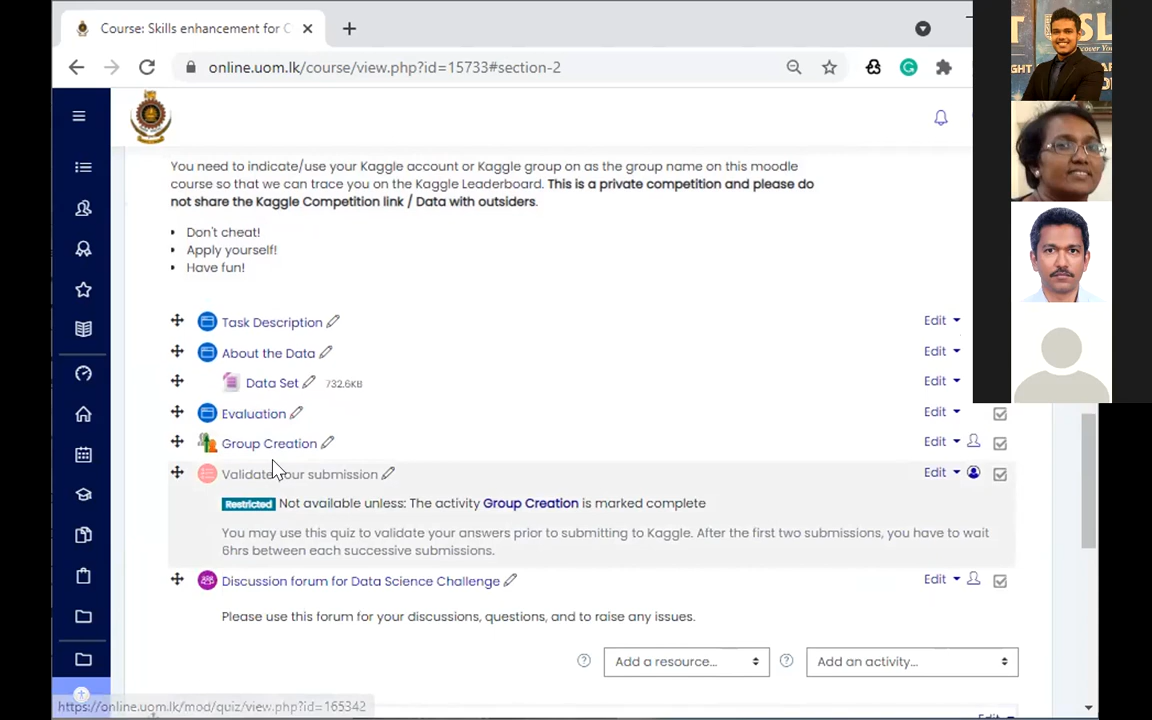 Course: Skills enhancement for C
online.uom.lk/course/view.php?id=15733#section-2
You need to indicate/use your Kaggle account or Kaggle group on as the group name on this moodle
course so that we can trace you on the Kaggle Leaderboard. This is a private competition and please do
not share the Kaggle Competition link / Data with outsiders.
Don't cheat!
Apply yourself!
Have fun!
Task Description Edit
About the Data Edit
Data Set 732.6KB Edit
Evaluation Edit
Group Creation Edit
Validate your submission Edit
Restricted Not available unless: The activity Group Creation is marked complete
You may use this quiz to validate your answers prior to submitting to Kaggle. After the first two submissions, you have to wait
6hrs between each successive submissions.
Discussion forum for Data Science Challenge Edit
Please use this forum for your discussions, questions, and to raise any issues.
Add a resource... Add an activity...
https://online.uom.lk/mod/quiz/view.php?id=165342